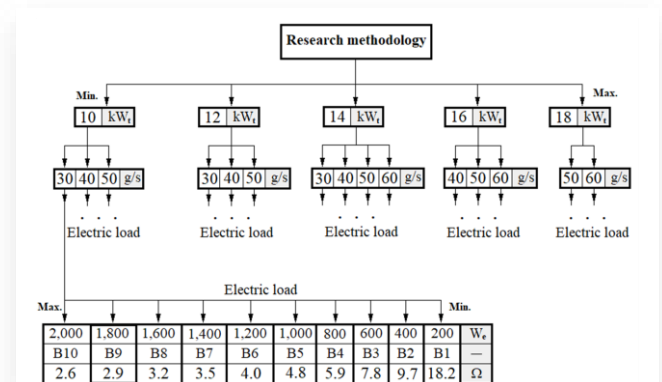 Research methodology
Min. Max.
10 kWt 12 kWt 14 kWt 16 kWt 18 kWt
30 40 50 g/s 30 40 50 g/s 30 40 50 60 g/s 40 50 60 g/s 50 60 g/s
. . . . . . . . . . . . . . .
Electric load Electric load Electric load Electric load Electric load
Electric load
Max. Min.
2,000 1,800 1,600 1,400 1,200 1,000 800 600 400 200 We
B10 B9 B8 B7 B6 B5 B4 B3 B2 B1 —
2.6 2.9 3.2 3.5 4.0 4.8 5.9 7.8 9.7 18.2 Ω